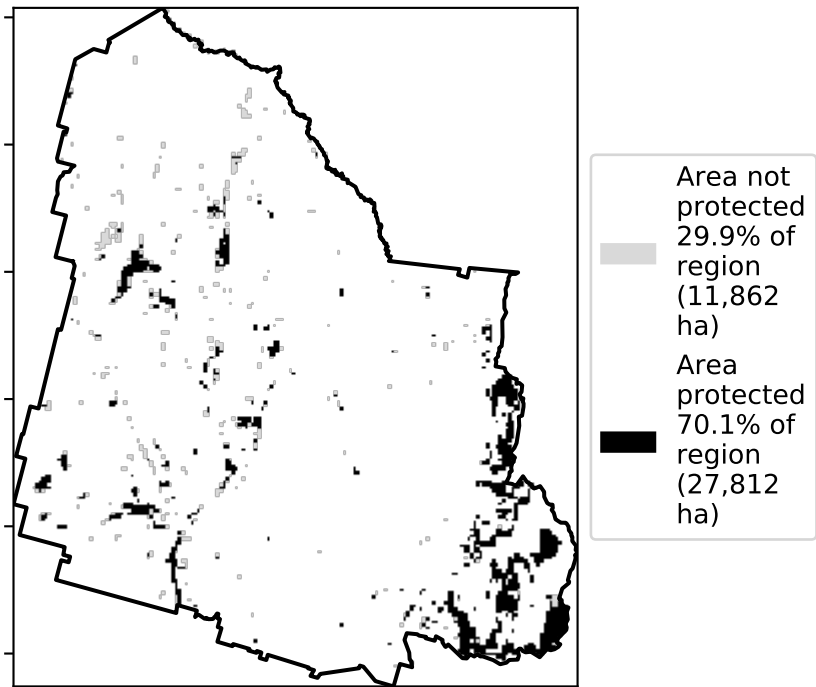 Area not
protected
29.9% of
region
(11,862
ha)
Area
protected
70.1% of
region
(27,812
ha)